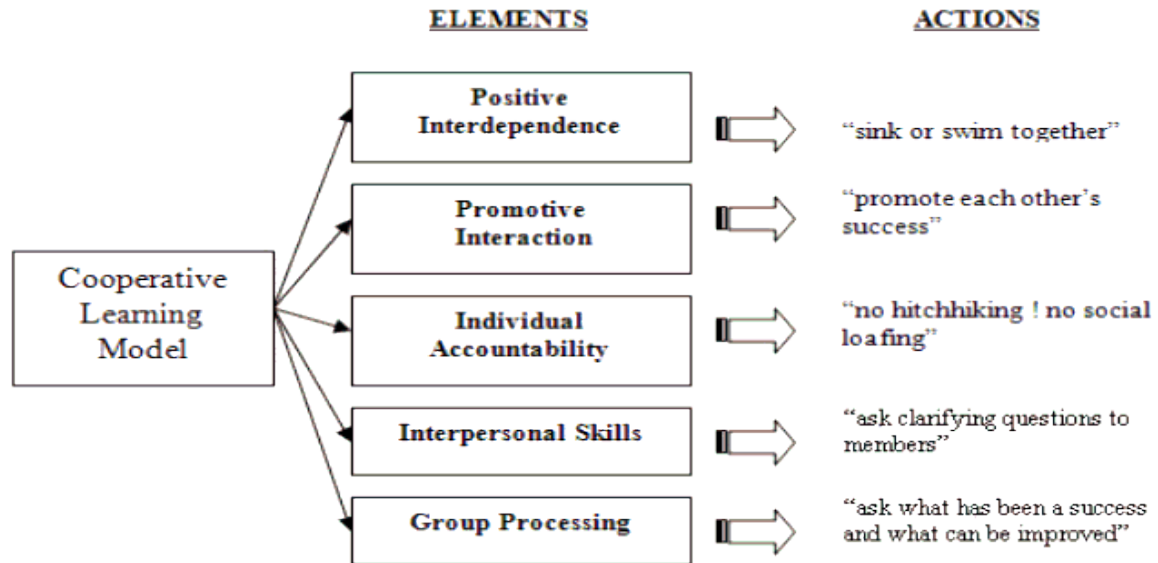 ELEMENTS
ACTIONS
Cooperative
Learning
Model
Positive
Interdependence
“sink or swim together”
Promotive
Interaction
“promote each other’s
success”
Individual
Accountability
“no hitchhiking ! no social
loafing”
Interpersonal Skills
“ask clarifying questions to
members”
Group Processing
“ask what has been a success
and what can be improved”